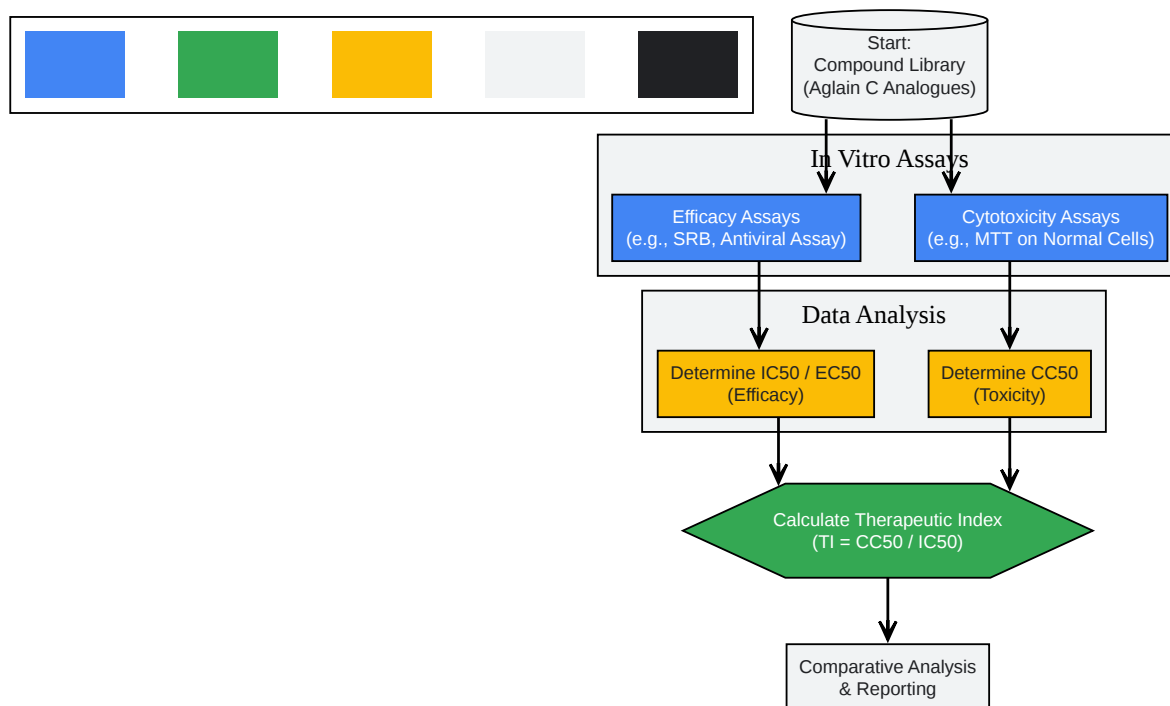 Start:
Compound Library
(Aglain C Analogues)
In Vitro Assays
Efficacy Assays
(e.g., SRB, Antiviral Assay)
Cytotoxicity Assays
(e.g., MTT on Normal Cells)
Data Analysis
Determine IC50 / EC50
(Efficacy)
Determine CC50
(Toxicity)
Calculate Therapeutic Index
(TI = CC50 / IC50)
Comparative Analysis
& Reporting